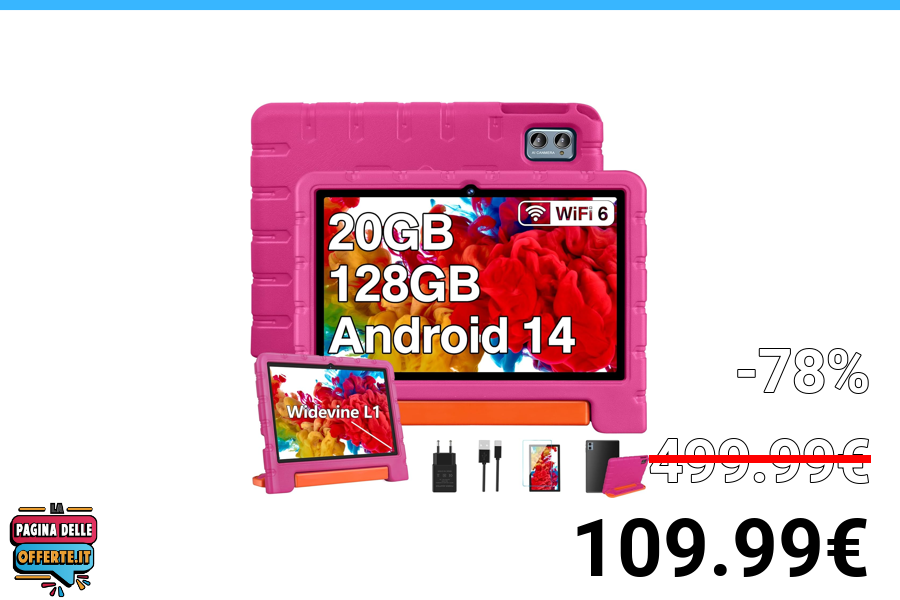 WiFi 6
20GB
128GB
Android 14
Widevine L1
-78%
499.99€
109.99€
LA
PAGINA DELLE
OFFERTE.IT